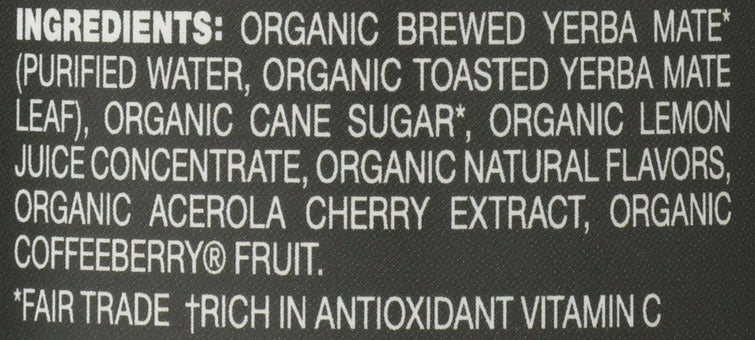 INGREDIENTS: ORGANIC BREWED YERBA MATE*
(PURIFIED WATER, ORGANIC TOASTED YERBA MATE
LEAF), ORGANIC CANE SUGAR*, ORGANIC LEMON
JUICE CONCENTRATE, ORGANIC NATURAL FLAVORS,
ORGANIC ACEROLA CHERRY EXTRACT, ORGANIC
COFFEEBERRY® FRUIT.
*FAIR TRADE †RICH IN ANTIOXIDANT VITAMIN C